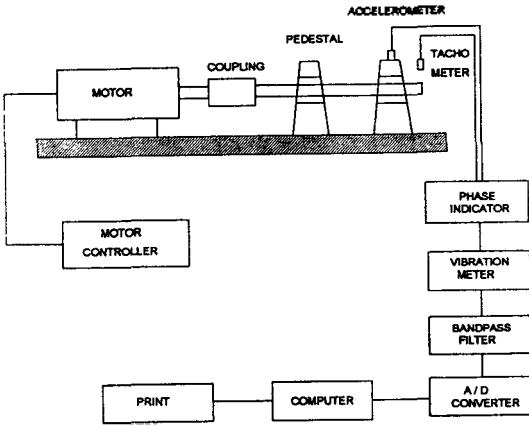 ACCELEROMETER
PEDESTAL
TACHO
METER
COUPLING
MOTOR
PHASE
INDICATOR
MOTOR
CONTROLLER
VIBRATION
METER
BANDPASS
FILTER
A / D
CONVERTER
COMPUTER
PRINT